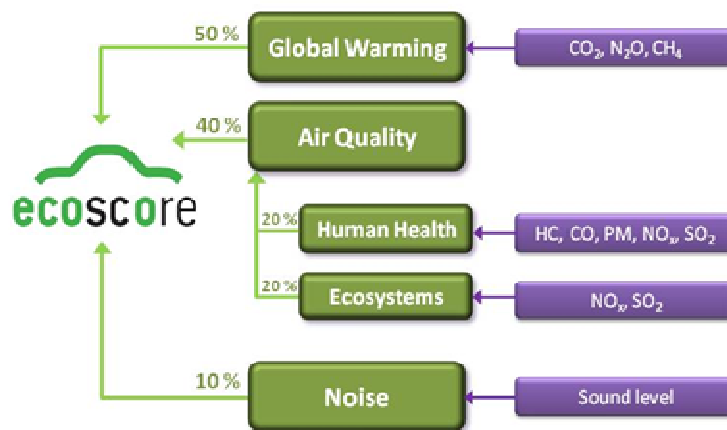 50 %
Global Warming
CO₂, N₂O, CH₄
40 %
Air Quality
ecoscore
20 %
Human Health
HC, CO, PM, NOₓ, SO₂
20 %
Ecosystems
NOₓ, SO₂
10 %
Noise
Sound level